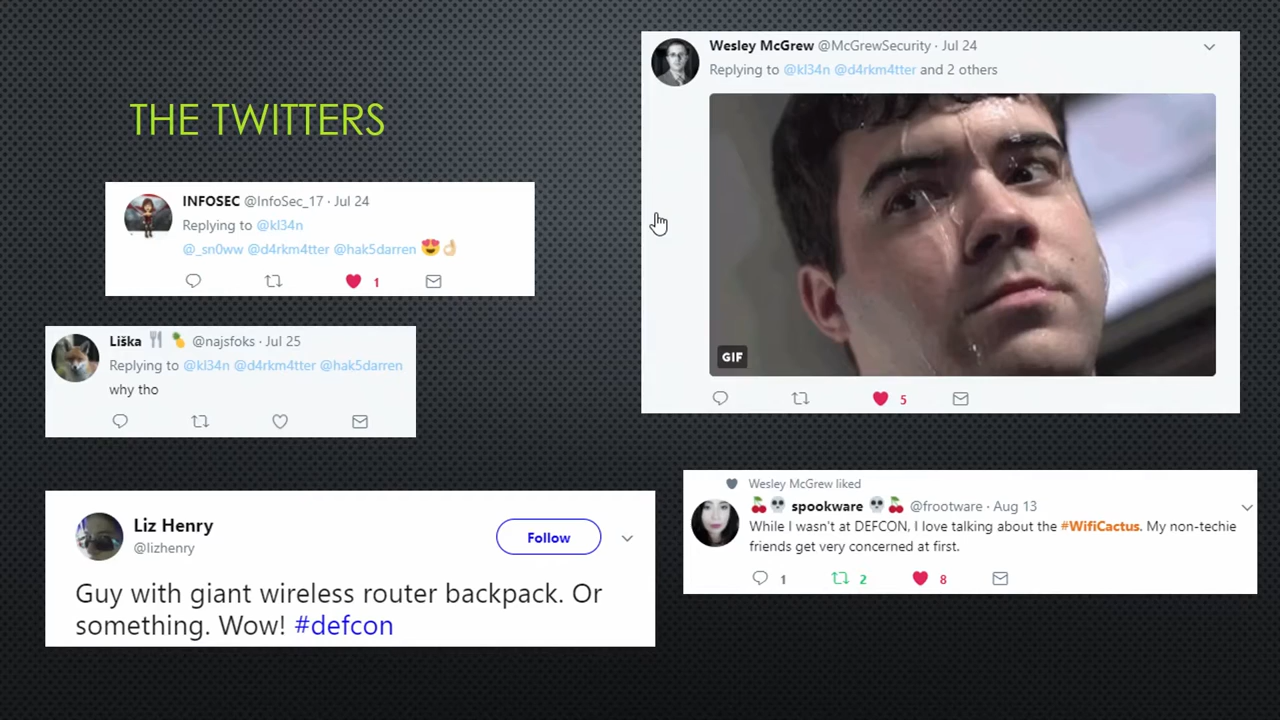 THE TWITTERS
INFOSEC @InfoSec_17 · Jul 24
Replying to @kl34n
@_sn0ww @d4rkm4tter @hak5darren 😍👌🏼
1
Liška 🍴 🍍 @najsfoks · Jul 25
Replying to @kl34n @d4rkm4tter @hak5darren
why tho
Liz Henry
@lizhenry
Follow
Guy with giant wireless router backpack. Or
something. Wow! #defcon
Wesley McGrew @McGrewSecurity · Jul 24
Replying to @kl34n @d4rkm4tter and 2 others
GIF
5
Wesley McGrew liked
🍒💀 spookware 💀🍒 @frootware · Aug 13
While I wasn't at DEFCON, I love talking about the #WifiCactus. My non-techie
friends get very concerned at first.
1 2 8